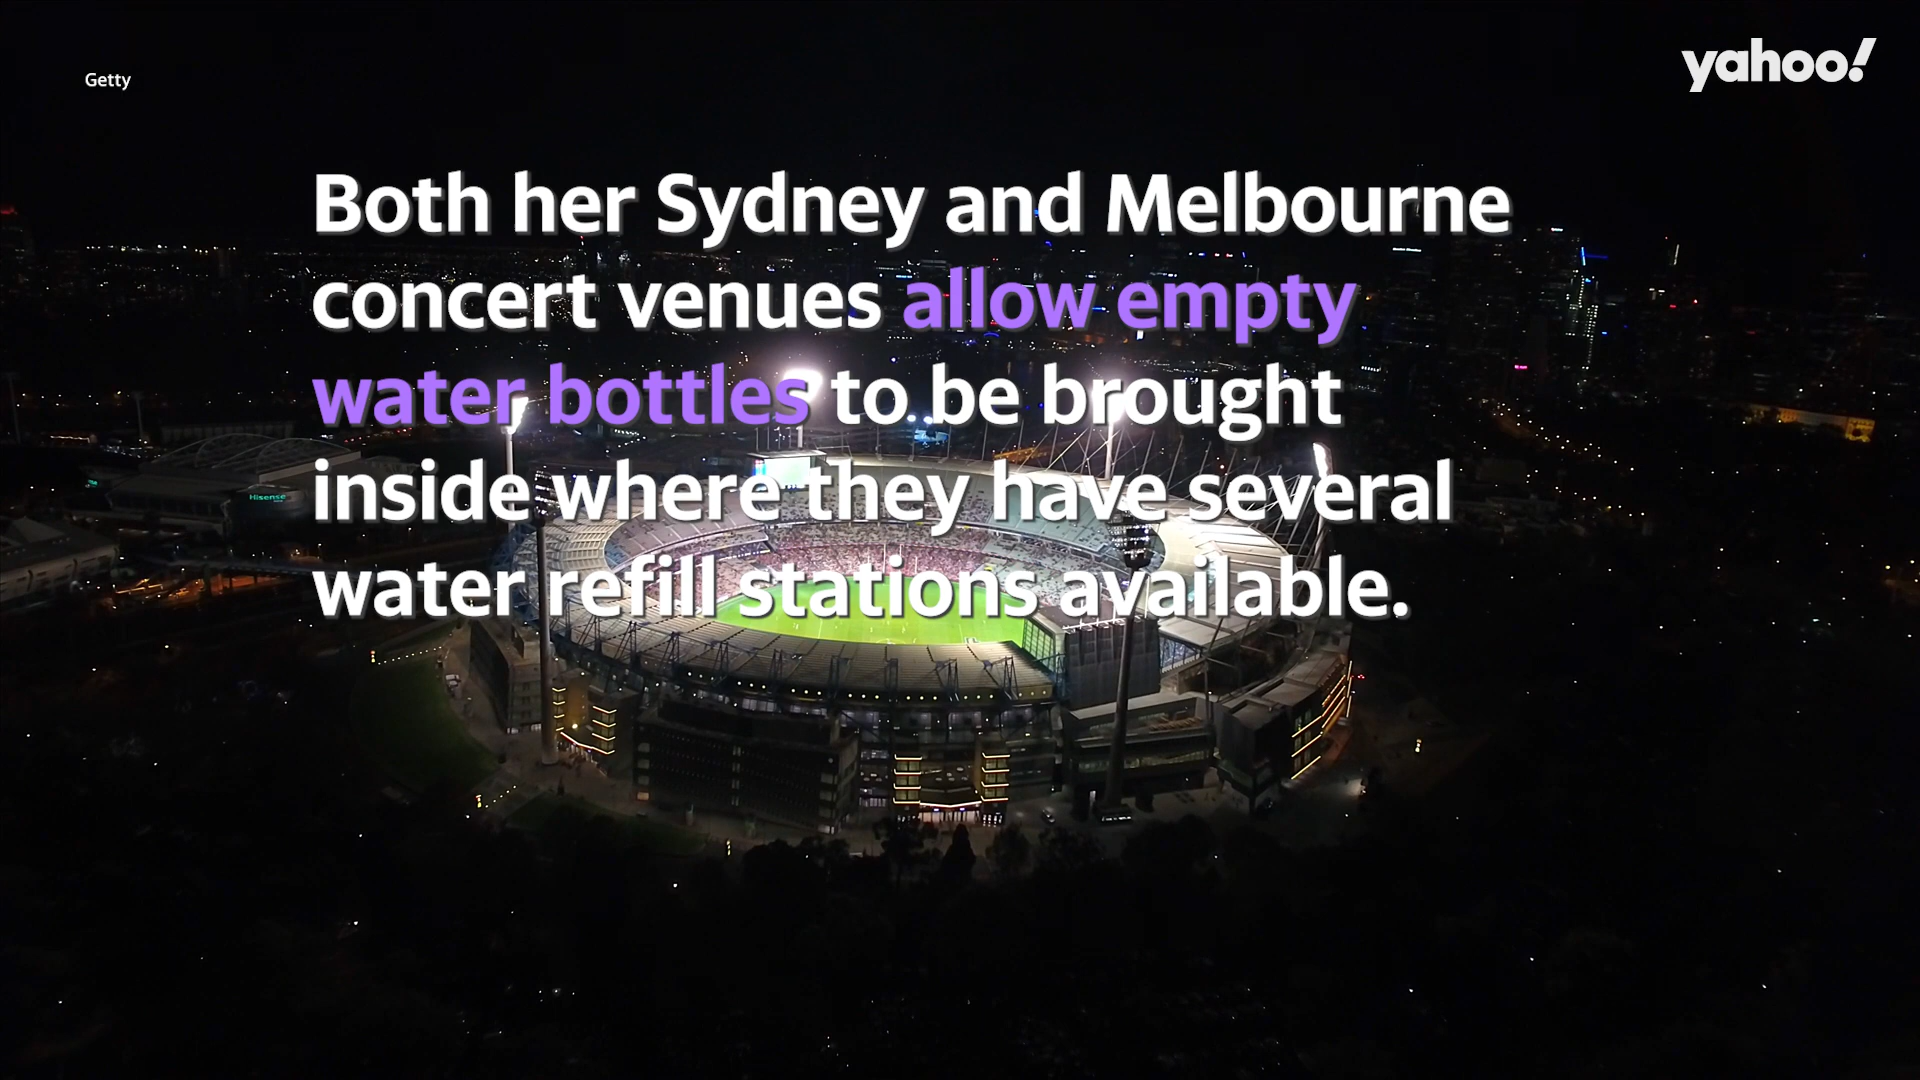 Getty
yahoo!
Both her Sydney and Melbourne
concert venues allow empty
water bottles to be brought
inside where they have several
water refill stations available.
Hisense